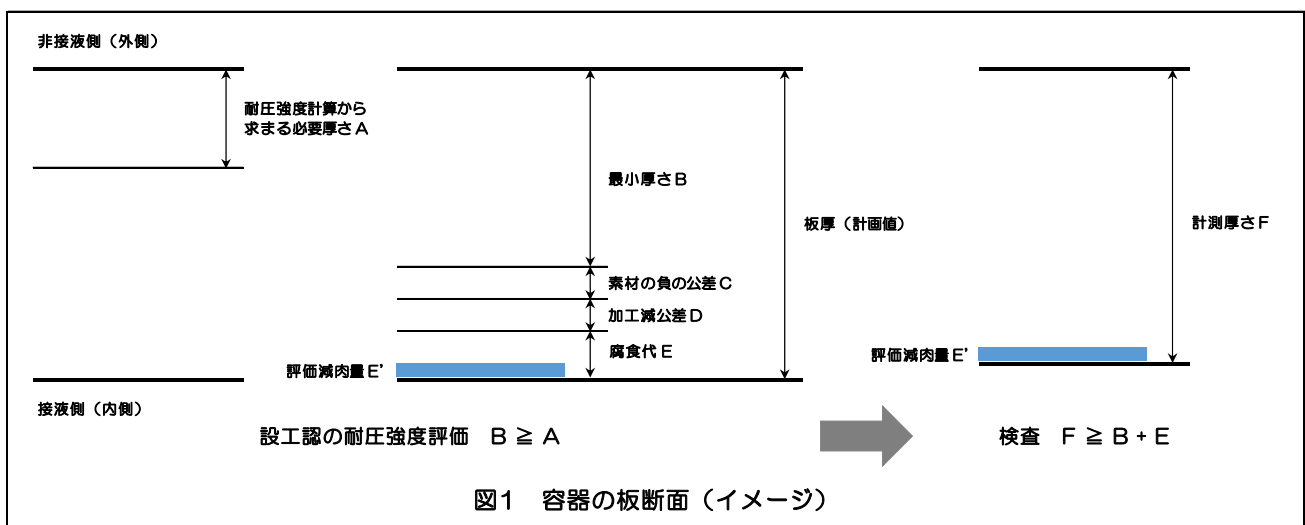 非接液側(外側)
耐圧強度計算から
求まる必要厚さA
最小厚さB
板厚(計画値)
計測厚さF
素材の負の公差C
加工減公差D
腐食代E
評価減肉量E'
評価減肉量E'
接液側(内側)
設工認の耐圧強度評価 B ≧ A
検査 F ≧ B + E
図1 容器の板断面(イメージ)